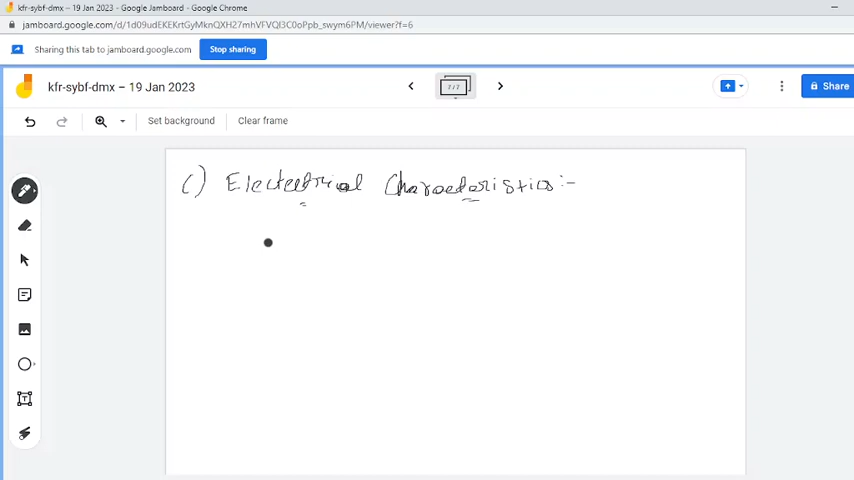 kfr-sybf-dmx – 19 Jan 2023 - Google Jamboard - Google Chrome
jamboard.google.com/d/1d09udEKEKrtGyMknQXH27mhVFVQI3C0oPpb_swym6PM/viewer?f=6
Sharing this tab to jamboard.google.com Stop sharing
kfr-sybf-dmx – 19 Jan 2023 7 / 7 Share
Set background Clear frame
C) Electectrical Characteristics :-